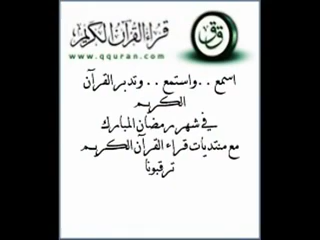 قراء القرآن الكريم
www.qquran.com
اسمع . . واستمع . . وتدبر القرآن
الكريم
في شهر رمضان المبارك
مع منتديات قراء القرآن الكريم
ترقبونا